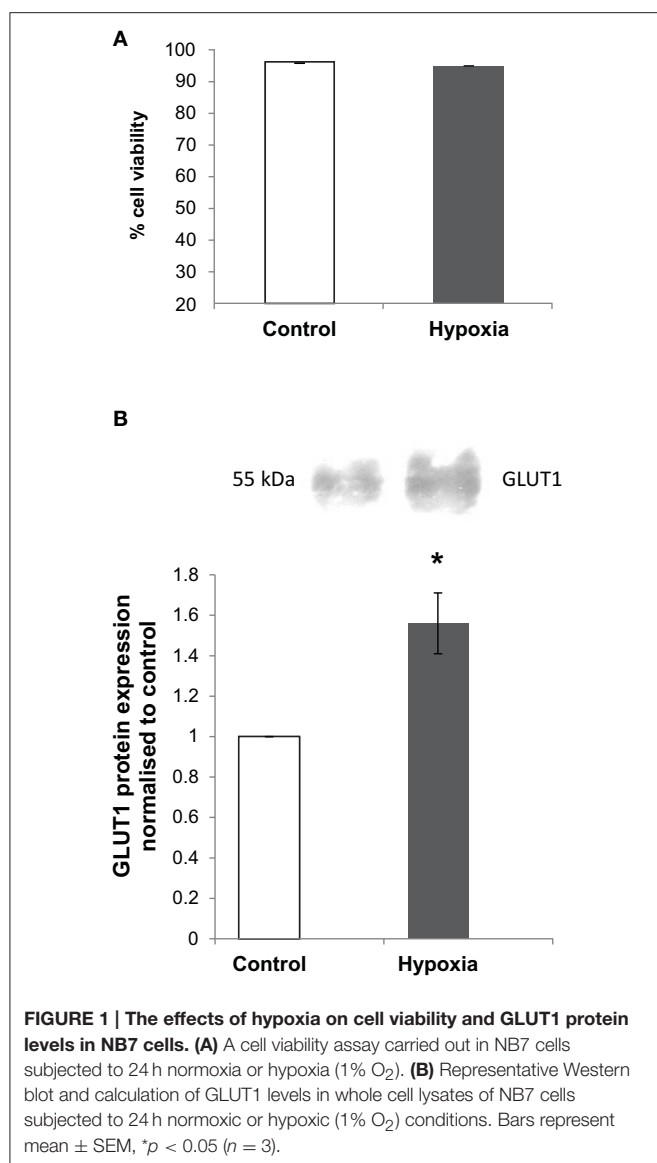 A
100
90
80
70
60
50
40
30
20
% cell viability
Control Hypoxia
B
55 kDa GLUT1
*
1.8
1.6
1.4
1.2
1
0.8
0.6
0.4
0.2
0
GLUT1 protein expression
normalised to control
Control Hypoxia
FIGURE 1 | The effects of hypoxia on cell viability and GLUT1 protein
levels in NB7 cells. (A) A cell viability assay carried out in NB7 cells
subjected to 24 h normoxia or hypoxia (1% O₂). (B) Representative Western
blot and calculation of GLUT1 levels in whole cell lysates of NB7 cells
subjected to 24 h normoxic or hypoxic (1% O₂) conditions. Bars represent
mean ± SEM, *p < 0.05 (n = 3).